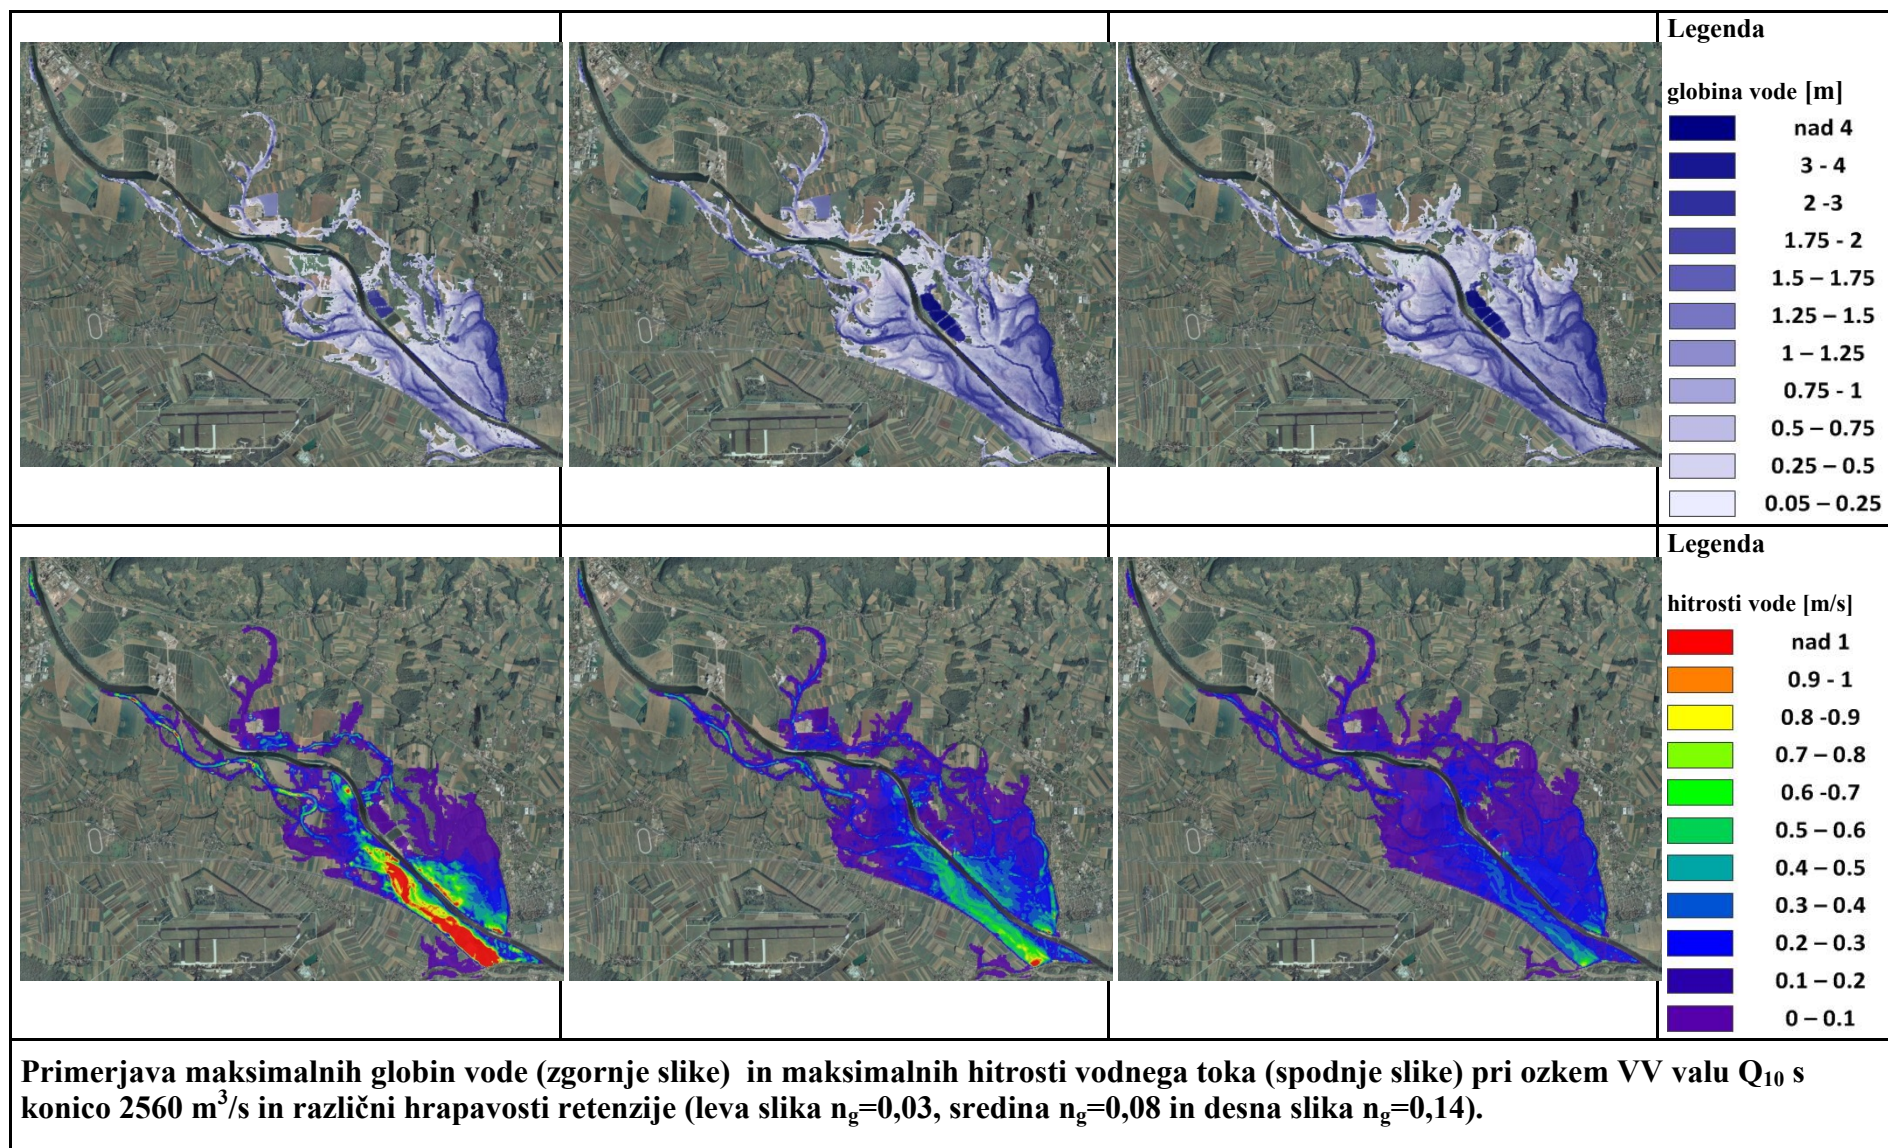 Legenda
globina vode [m]
nad 4
3 - 4
2 -3
1.75 - 2
1.5 – 1.75
1.25 – 1.5
1 – 1.25
0.75 - 1
0.5 – 0.75
0.25 – 0.5
0.05 – 0.25
Legenda
hitrosti vode [m/s]
nad 1
0.9 - 1
0.8 -0.9
0.7 – 0.8
0.6 -0.7
0.5 – 0.6
0.4 – 0.5
0.3 – 0.4
0.2 – 0.3
0.1 – 0.2
0 – 0.1
Primerjava maksimalnih globin vode (zgornje slike) in maksimalnih hitrosti vodnega toka (spodnje slike) pri ozkem VV valu Q₁₀ s
konico 2560 m³/s in različni hrapavosti retenzije (leva slika n_g=0,03, sredina n_g=0,08 in desna slika n_g=0,14).